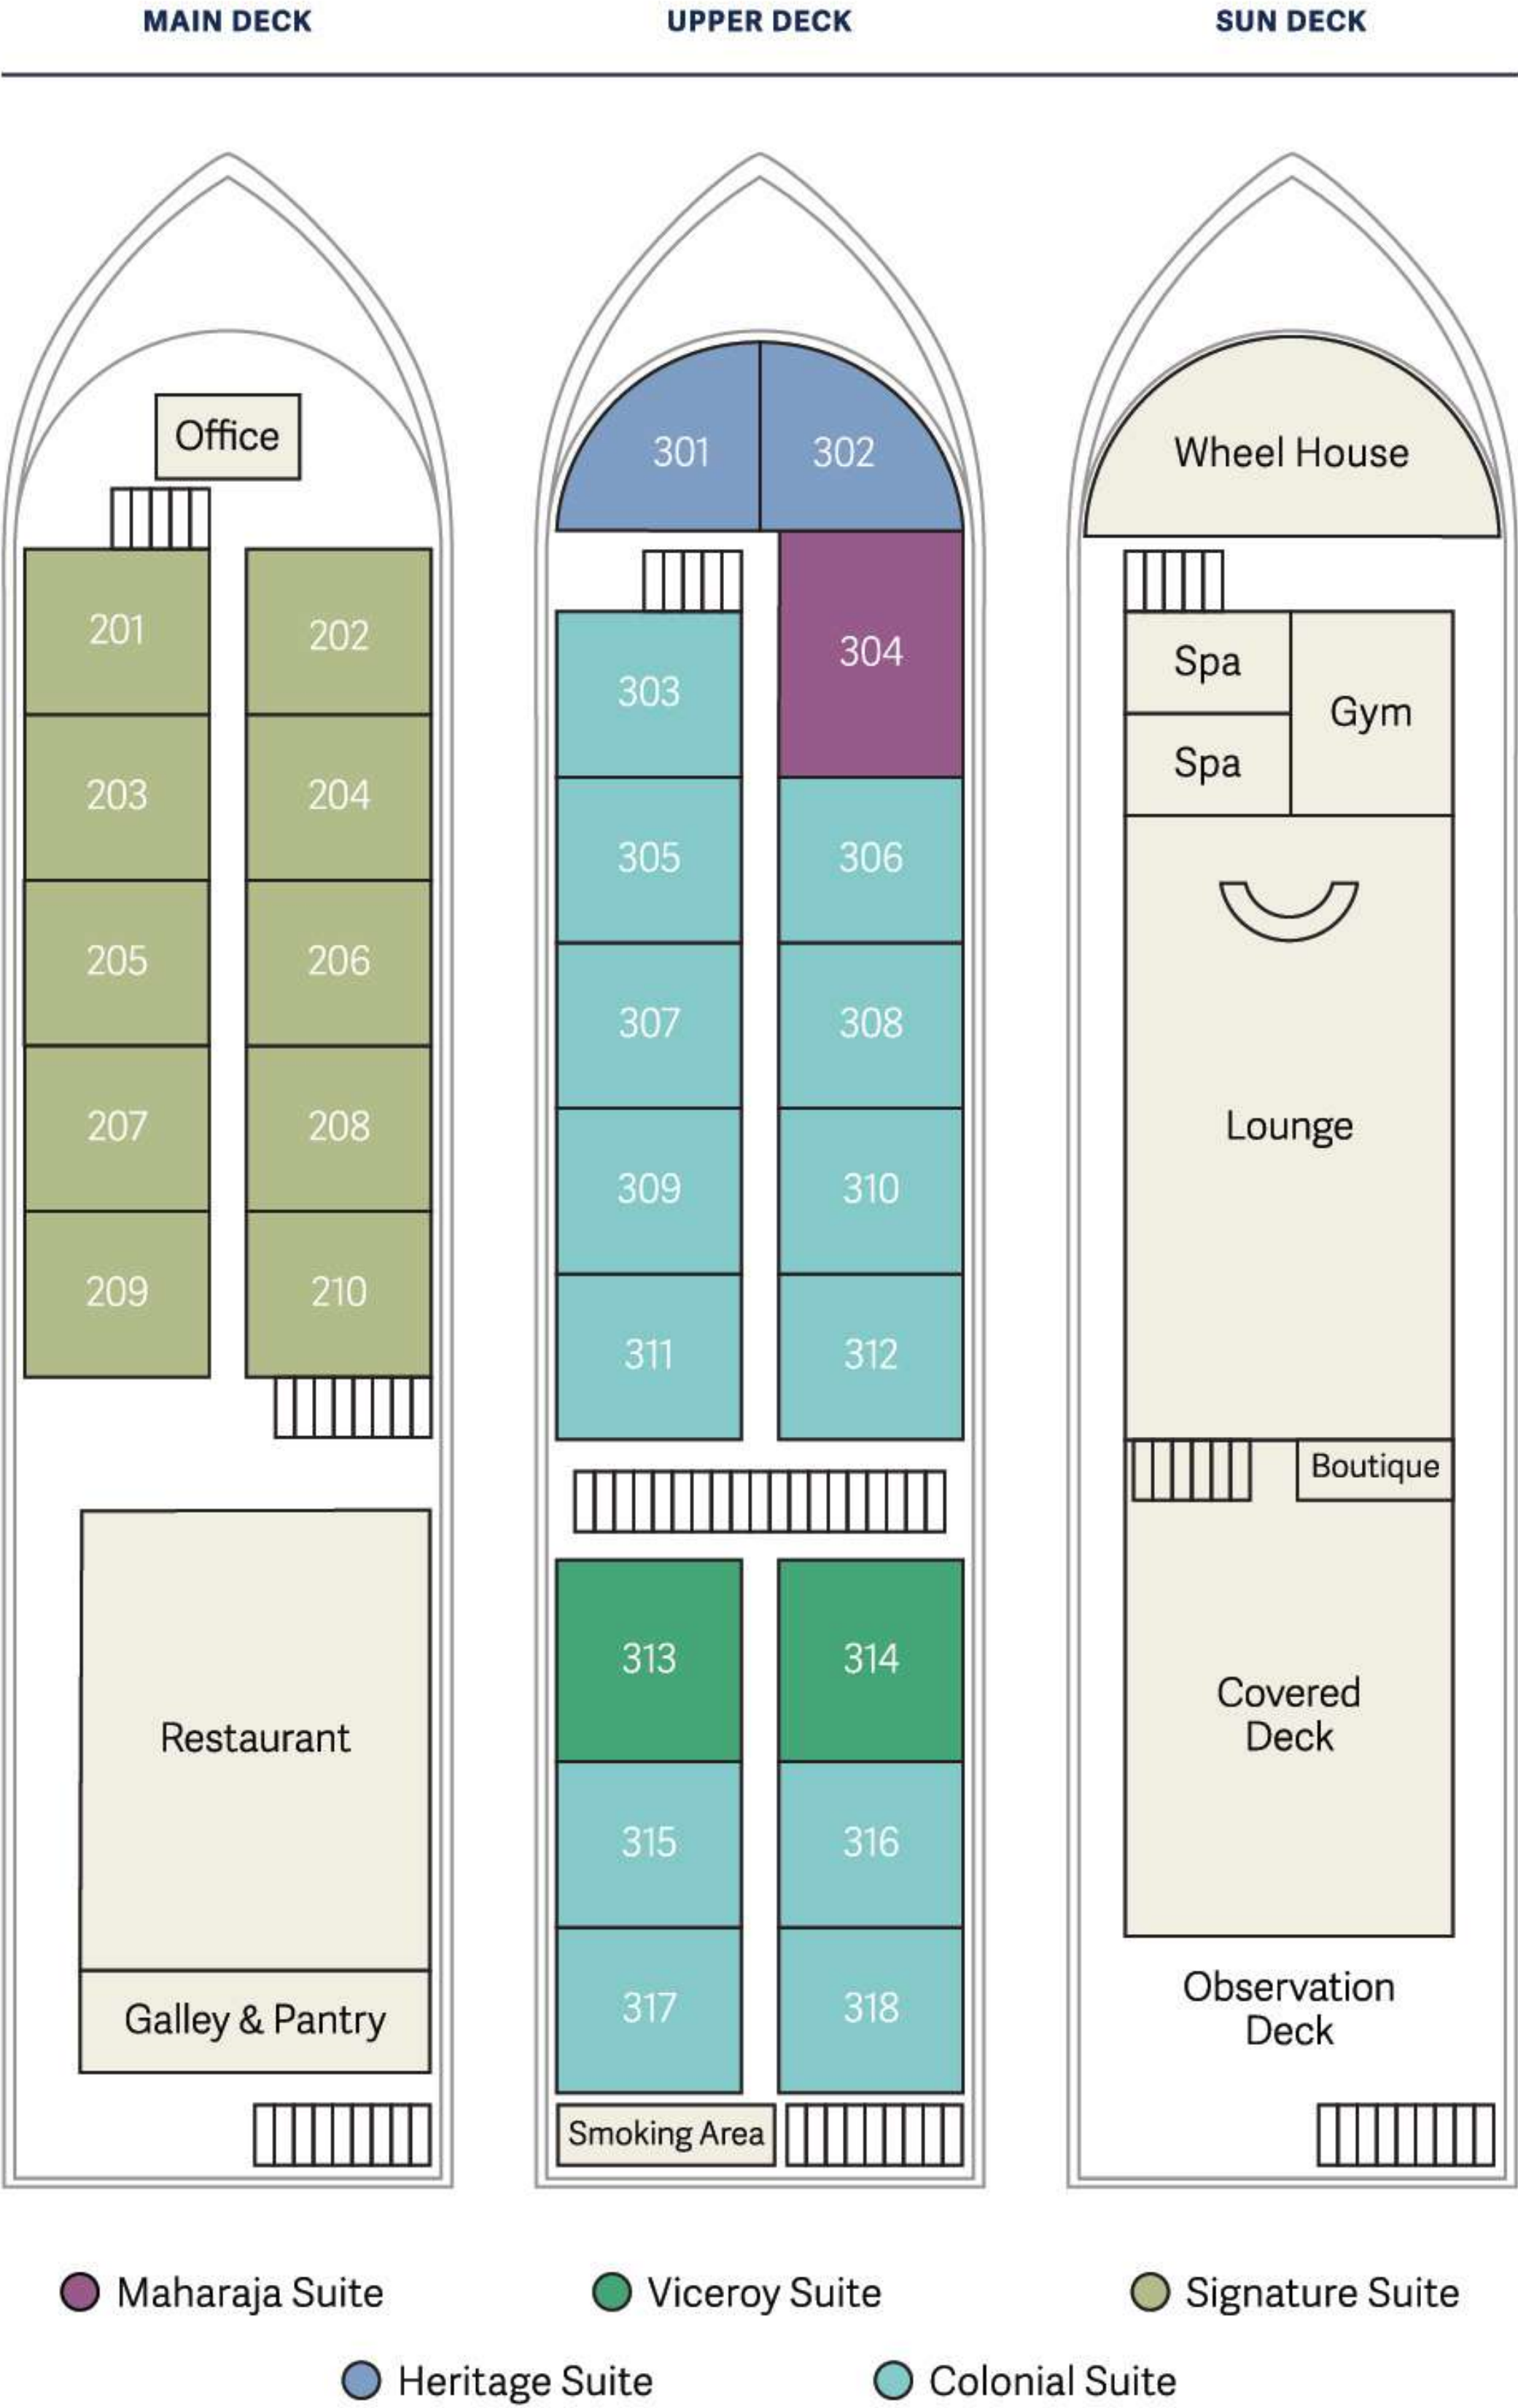 MAIN DECK
UPPER DECK
SUN DECK
Office
201
202
203
204
205
206
207
208
209
210
Restaurant
Galley & Pantry
301
302
303
304
305
306
307
308
309
310
311
312
313
314
315
316
317
318
Smoking Area
Wheel House
Spa
Gym
Spa
Lounge
Boutique
Covered
Deck
Observation
Deck
Maharaja Suite
Viceroy Suite
Signature Suite
Heritage Suite
Colonial Suite